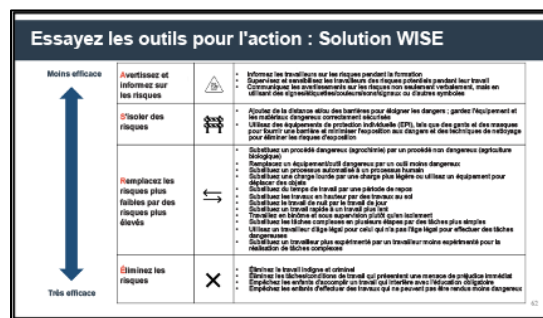 Essayez les outils pour l'action : Solution WISE
Moins efficace
Très efficace
Avertissez et
informez sur
les risques
Informez les travailleurs sur les risques pendant la formation
Supervisez et sensibilisez les travailleurs des risques potentiels pendant leur travail
Communiquez les avertissements sur les risques non seulement verbalement, mais en
utilisant des signes/étiquettes/couleurs/sons/signaux ou d'autres symboles
S'isoler des
risques
Ajoutez de la distance et/ou des barrières pour éloigner les dangers ; gardez l'équipement et
les matériaux dangereux correctement sécurisés
Utilisez des équipements de protection individuelle (EPI), tels que des gants et des masques
pour fournir une barrière et minimiser l'exposition aux dangers et des techniques de nettoyage
pour éliminer les risques d'exposition
Remplacez les
risques plus
faibles par des
risques plus
élevés
Substituez un procédé dangereux (agrochimie) par un procédé non dangereux (agriculture
biologique)
Remplacez un équipement/outil dangereux par un outil moins dangereux
Substituez un processus automatisé à un processus humain
Substituez une charge lourde par une charge plus légère ou utilisez un équipement pour
déplacer des objets
Substituez du temps de travail par une période de repos
Substituez les travaux en hauteur par des travaux au sol
Substituez le travail de nuit par le travail de jour
Substituez un travail rapide à un travail plus lent
Travaillez en binôme et sous supervision plutôt qu'en isolement
Substituez les tâches complexes en plusieurs étapes par des tâches plus simples
Utilisez un travailleur d'âge légal pour celui qui n'a pas l'âge légal pour effectuer des tâches
dangereuses
Substituez un travailleur plus expérimenté par un travailleur moins expérimenté pour la
réalisation de tâches complexes
Éliminez les
risques
Éliminez le travail indigne et criminel
Éliminez les tâches/conditions de travail qui présentent une menace de préjudice immédiat
Empêchez les enfants d'accomplir un travail qui interfère avec l'éducation obligatoire
Empêchez les enfants d'effectuer des travaux qui ne peuvent pas être rendus moins dangereux